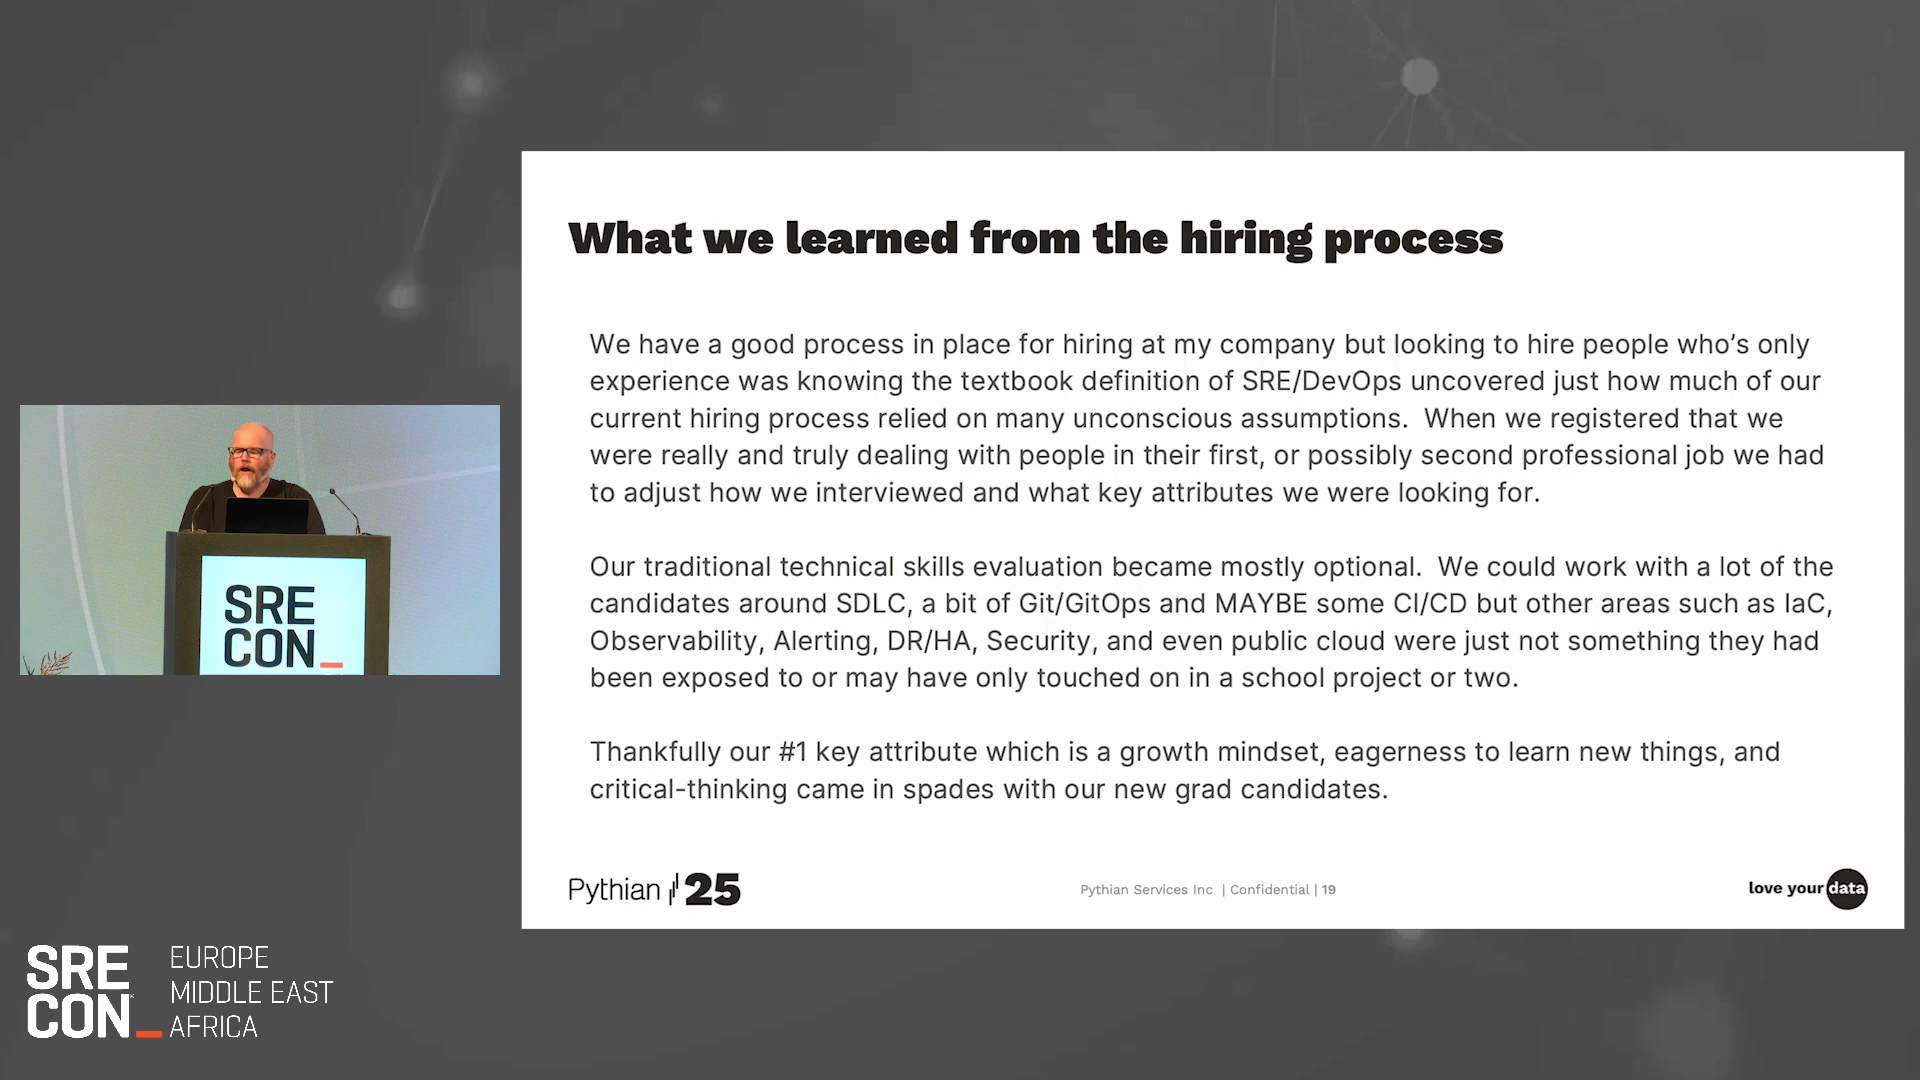 What we learned from the hiring process
We have a good process in place for hiring at my company but looking to hire people who's only
experience was knowing the textbook definition of SRE/DevOps uncovered just how much of our
current hiring process relied on many unconscious assumptions.  When we registered that we
were really and truly dealing with people in their first, or possibly second professional job we had
to adjust how we interviewed and what key attributes we were looking for.
Our traditional technical skills evaluation became mostly optional.  We could work with a lot of the
candidates around SDLC, a bit of Git/GitOps and MAYBE some CI/CD but other areas such as IaC,
Observability, Alerting, DR/HA, Security, and even public cloud were just not something they had
been exposed to or may have only touched on in a school project or two.
Thankfully our #1 key attribute which is a growth mindset, eagerness to learn new things, and
critical-thinking came in spades with our new grad candidates.
Pythian 25
Pythian Services Inc | Confidential | 19
love your data
SRE
CON_
SRE
CON_
EUROPE
MIDDLE EAST
AFRICA